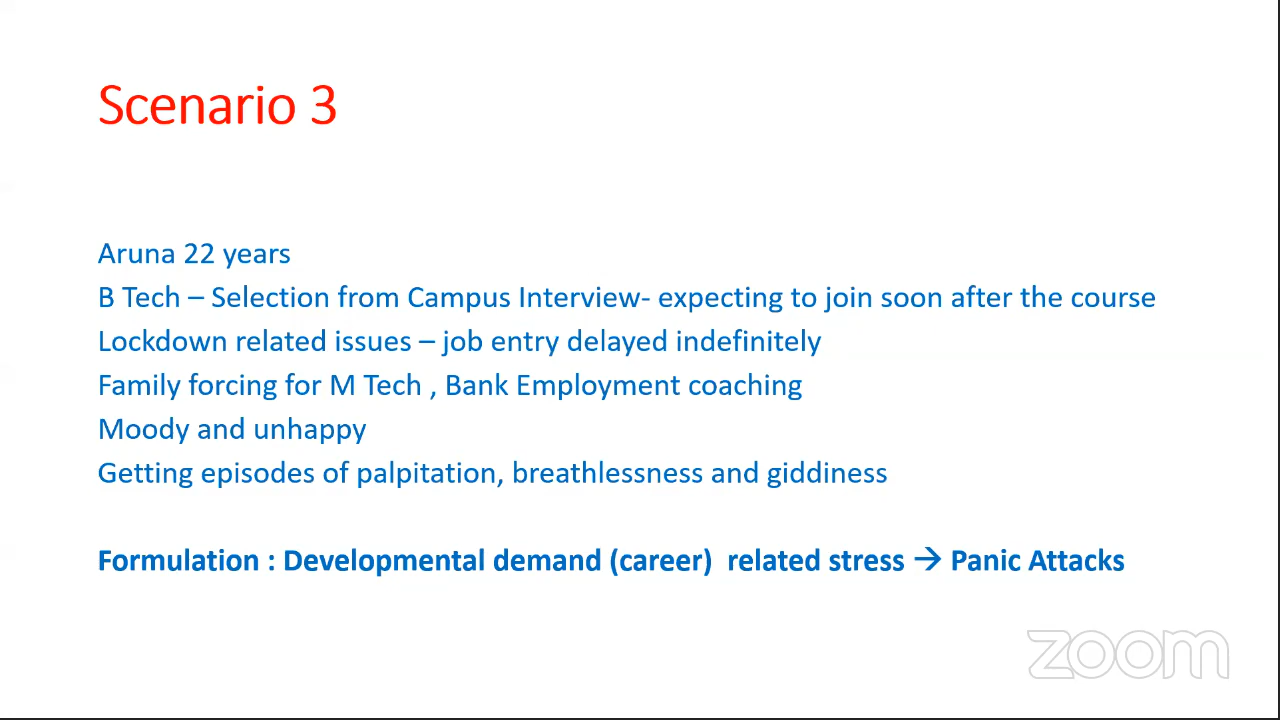 Scenario 3
Aruna 22 years
B Tech – Selection from Campus Interview- expecting to join soon after the course
Lockdown related issues – job entry delayed indefinitely
Family forcing for M Tech , Bank Employment coaching
Moody and unhappy
Getting episodes of palpitation, breathlessness and giddiness
Formulation : Developmental demand (career)  related stress → Panic Attacks
zoom